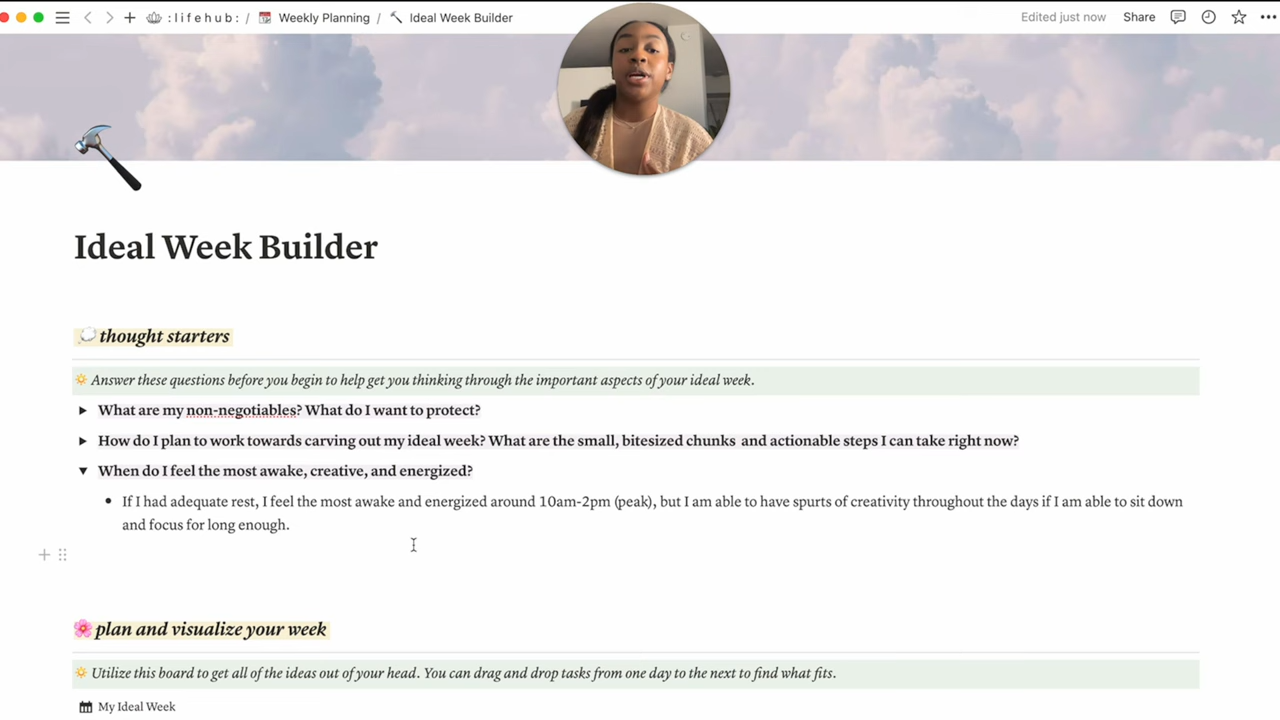 : l i f e h u b : / Weekly Planning / Ideal Week Builder Edited just now Share
Ideal Week Builder
thought starters
Answer these questions before you begin to help get you thinking through the important aspects of your ideal week.
What are my non-negotiables? What do I want to protect?
How do I plan to work towards carving out my ideal week? What are the small, bitesized chunks and actionable steps I can take right now?
When do I feel the most awake, creative, and energized?
If I had adequate rest, I feel the most awake and energized around 10am-2pm (peak), but I am able to have spurts of creativity throughout the days if I am able to sit down
and focus for long enough.
plan and visualize your week
Utilize this board to get all of the ideas out of your head. You can drag and drop tasks from one day to the next to find what fits.
My Ideal Week